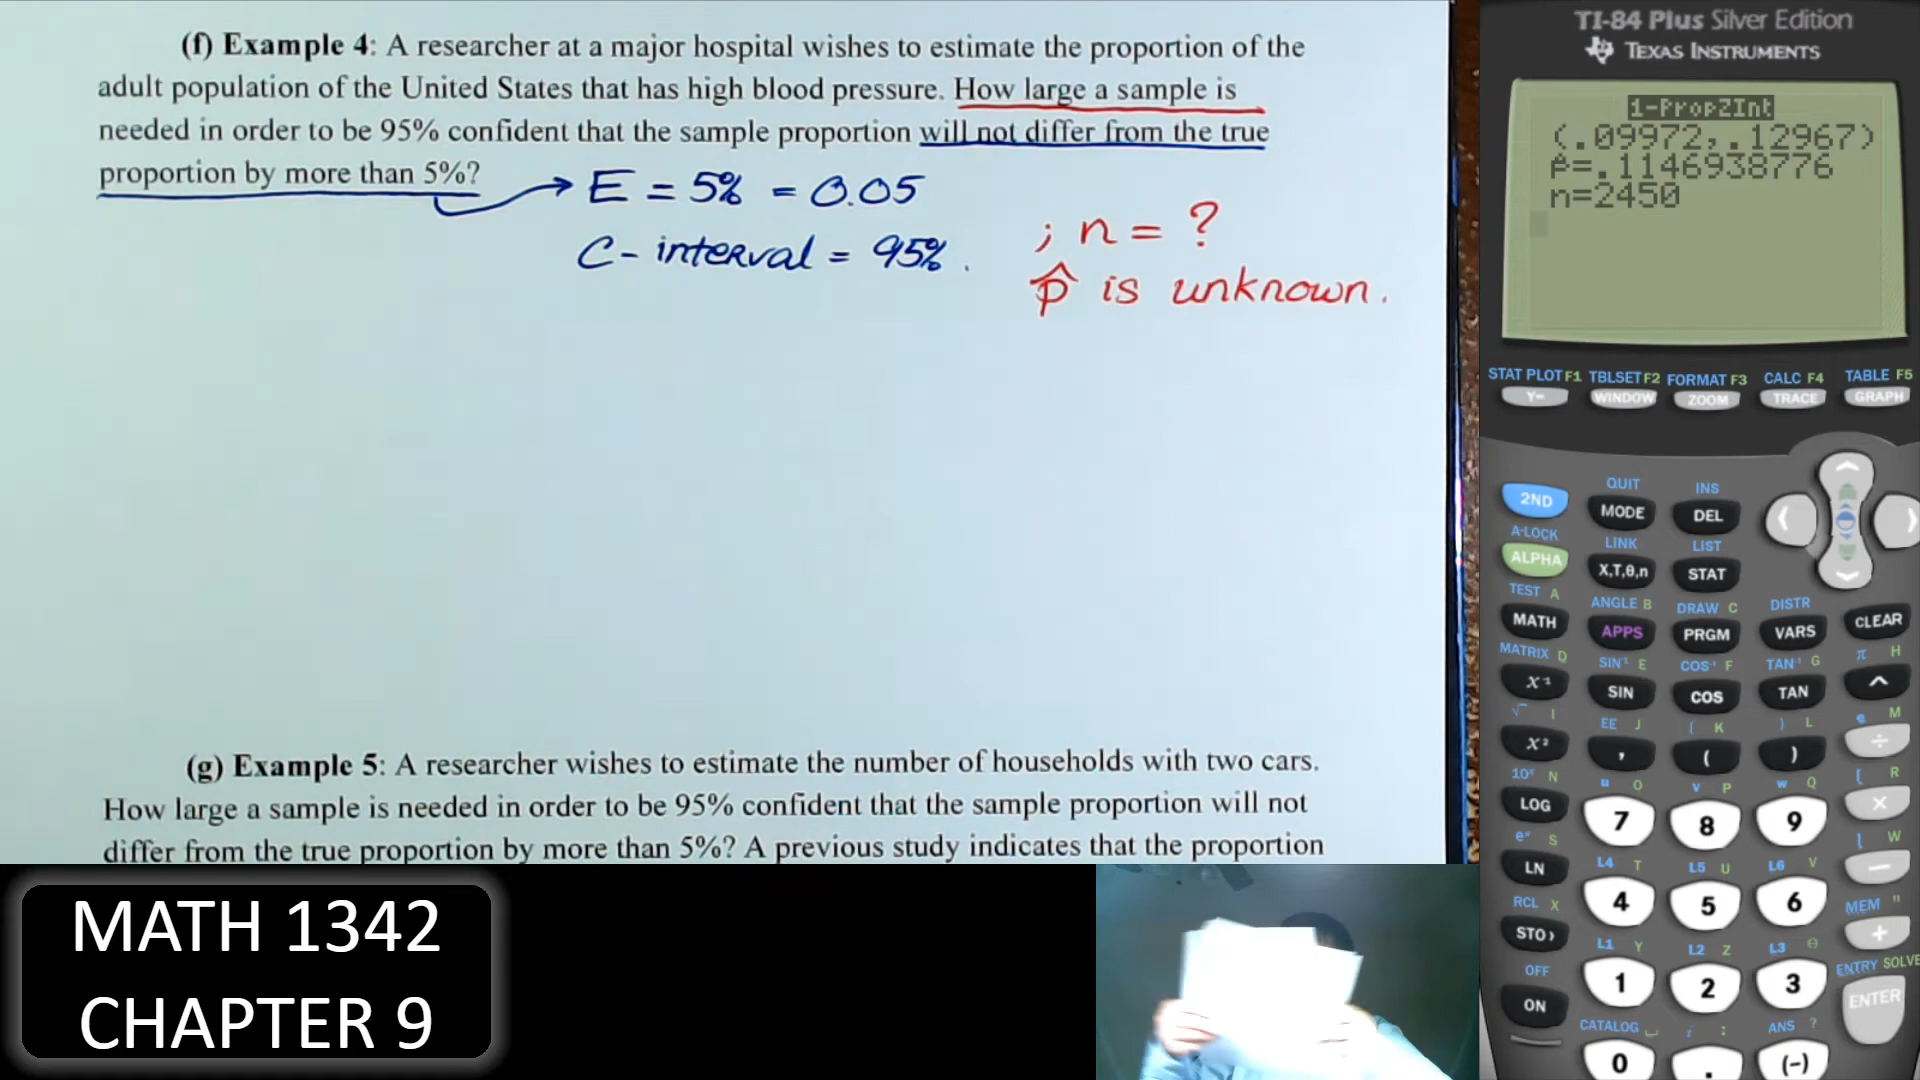 (f) Example 4: A researcher at a major hospital wishes to estimate the proportion of the
adult population of the United States that has high blood pressure. How large a sample is
needed in order to be 95% confident that the sample proportion will not differ from the true
proportion by more than 5%?
E = 5% = 0.05
C-interval = 95%.
; n = ?
p̂ is unknown.
(g) Example 5: A researcher wishes to estimate the number of households with two cars.
How large a sample is needed in order to be 95% confident that the sample proportion will not
differ from the true proportion by more than 5%? A previous study indicates that the proportion
MATH 1342
CHAPTER 9
TI-84 Plus Silver Edition
TEXAS INSTRUMENTS
1-PropZInt
(.09972,.12967)
p̂=.1146938776
n=2450
STAT PLOT F1 TBLSET F2 FORMAT F3 CALC F4 TABLE F5
Y= WINDOW ZOOM TRACE GRAPH
QUIT INS
2ND MODE DEL
A-LOCK LINK LIST
ALPHA X,T,θ,n STAT
TEST A ANGLE B DRAW C DISTR
MATH APPS PRGM VARS CLEAR
MATRIX D SIN⁻¹ E COS⁻¹ F TAN⁻¹ G π H
X⁻¹ SIN COS TAN ^
√ I EE J { K } L e M
X² , ( ) ÷
10ˣ N u O v P w Q [ R
LOG 7 8 9 ×
eˣ S L4 T L5 U L6 V ] W
LN 4 5 6 −
RCL X L1 Y L2 Z L3 θ MEM "
STO› 1 2 3 +
OFF CATALOG ⎵ i : ANS ? ENTRY SOLVE
ON 0 . (-) ENTER